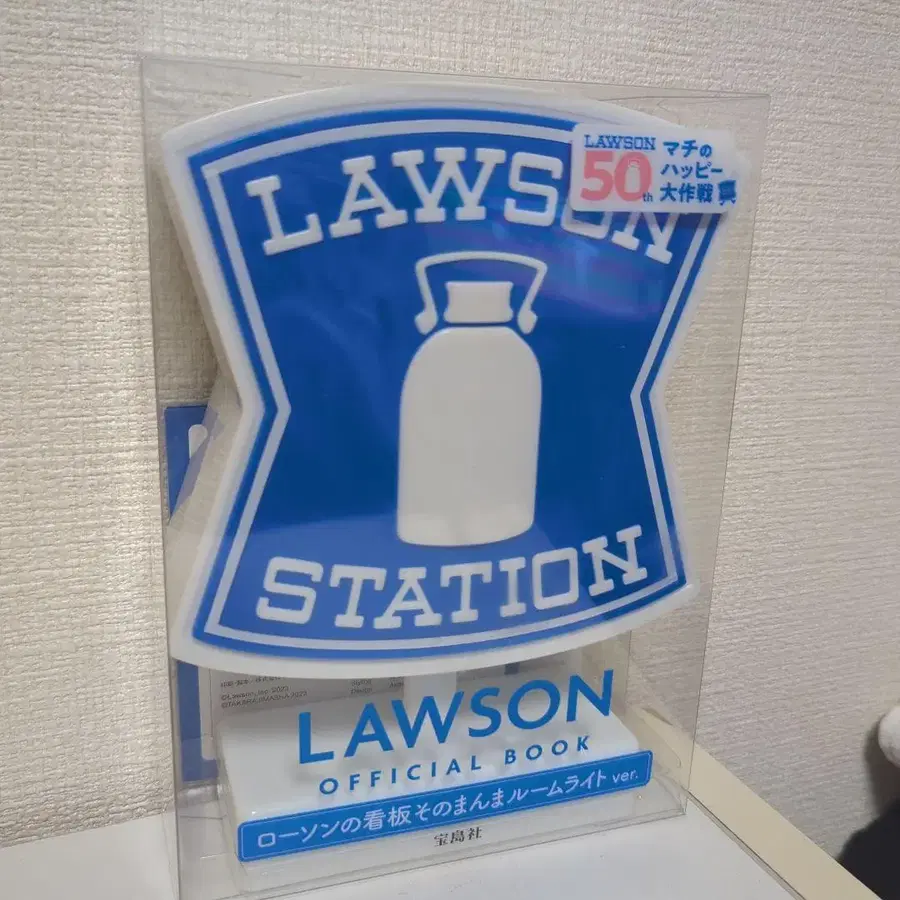 LAWSON
LAWSON
50th
マチの
ハッピー
大作戦
STATION
LAWSON
OFFICIAL BOOK
ローソンの看板そのまんまルームライト ver.
宝島社